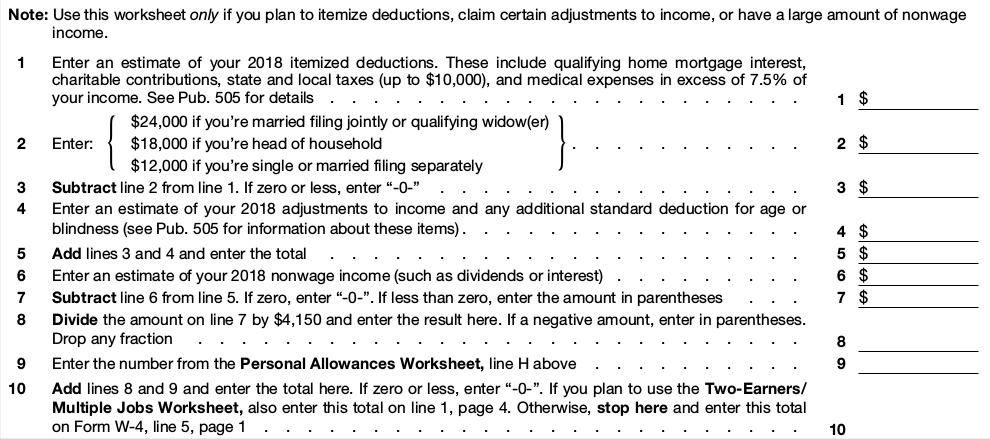 Note: Use this worksheet only if you plan to itemize deductions, claim certain adjustments to income, or have a large amount of nonwage
income.
1 Enter an estimate of your 2018 itemized deductions. These include qualifying home mortgage interest,
charitable contributions, state and local taxes (up to $10,000), and medical expenses in excess of 7.5% of
your income. See Pub. 505 for details . . . . . . . . . . . . . . . . . . . . . . 1 $
$24,000 if you’re married filing jointly or qualifying widow(er)
2 Enter: { $18,000 if you’re head of household } . . . . . . . . . . . 2 $
$12,000 if you’re single or married filing separately
3 Subtract line 2 from line 1. If zero or less, enter “-0-” . . . . . . . . . . . . . . . . . 3 $
4 Enter an estimate of your 2018 adjustments to income and any additional standard deduction for age or
blindness (see Pub. 505 for information about these items) . . . . . . . . . . . . . . . . 4 $
5 Add lines 3 and 4 and enter the total . . . . . . . . . . . . . . . . . . . . . . 5 $
6 Enter an estimate of your 2018 nonwage income (such as dividends or interest) . . . . . . . . . 6 $
7 Subtract line 6 from line 5. If zero, enter “-0-”. If less than zero, enter the amount in parentheses . . . 7 $
8 Divide the amount on line 7 by $4,150 and enter the result here. If a negative amount, enter in parentheses.
Drop any fraction . . . . . . . . . . . . . . . . . . . . . . . . . . . . 8
9 Enter the number from the Personal Allowances Worksheet, line H above . . . . . . . . . . 9
10 Add lines 8 and 9 and enter the total here. If zero or less, enter “-0-”. If you plan to use the Two-Earners/
Multiple Jobs Worksheet, also enter this total on line 1, page 4. Otherwise, stop here and enter this total
on Form W-4, line 5, page 1 . . . . . . . . . . . . . . . . . . . . . . . . . 10